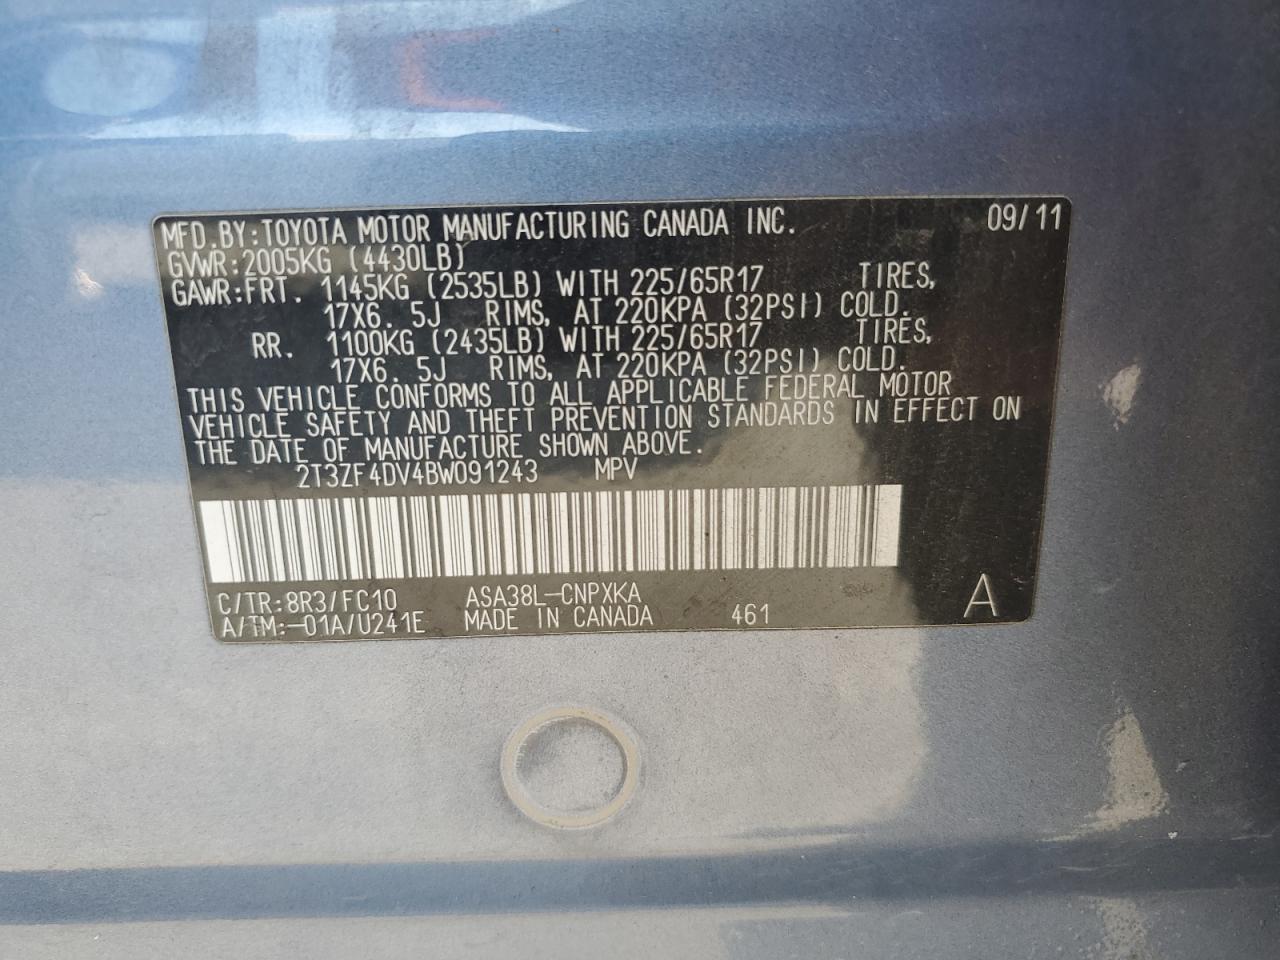 MFD.BY:TOYOTA MOTOR MANUFACTURING CANADA INC. 09/11
GVWR:2005KG (4430LB)
GAWR:FRT. 1145KG (2535LB) WITH 225/65R17 TIRES,
17X6.5J RIMS, AT 220KPA (32PSI) COLD.
RR. 1100KG (2435LB) WITH 225/65R17 TIRES,
17X6.5J RIMS, AT 220KPA (32PSI) COLD.
THIS VEHICLE CONFORMS TO ALL APPLICABLE FEDERAL MOTOR
VEHICLE SAFETY AND THEFT PREVENTION STANDARDS IN EFFECT ON
THE DATE OF MANUFACTURE SHOWN ABOVE.
2T3ZF4DV4BW091243 MPV
C/TR:8R3/FC10 ASA38L-CNPXKA
A/TM:-01A/U241E MADE IN CANADA 461 A